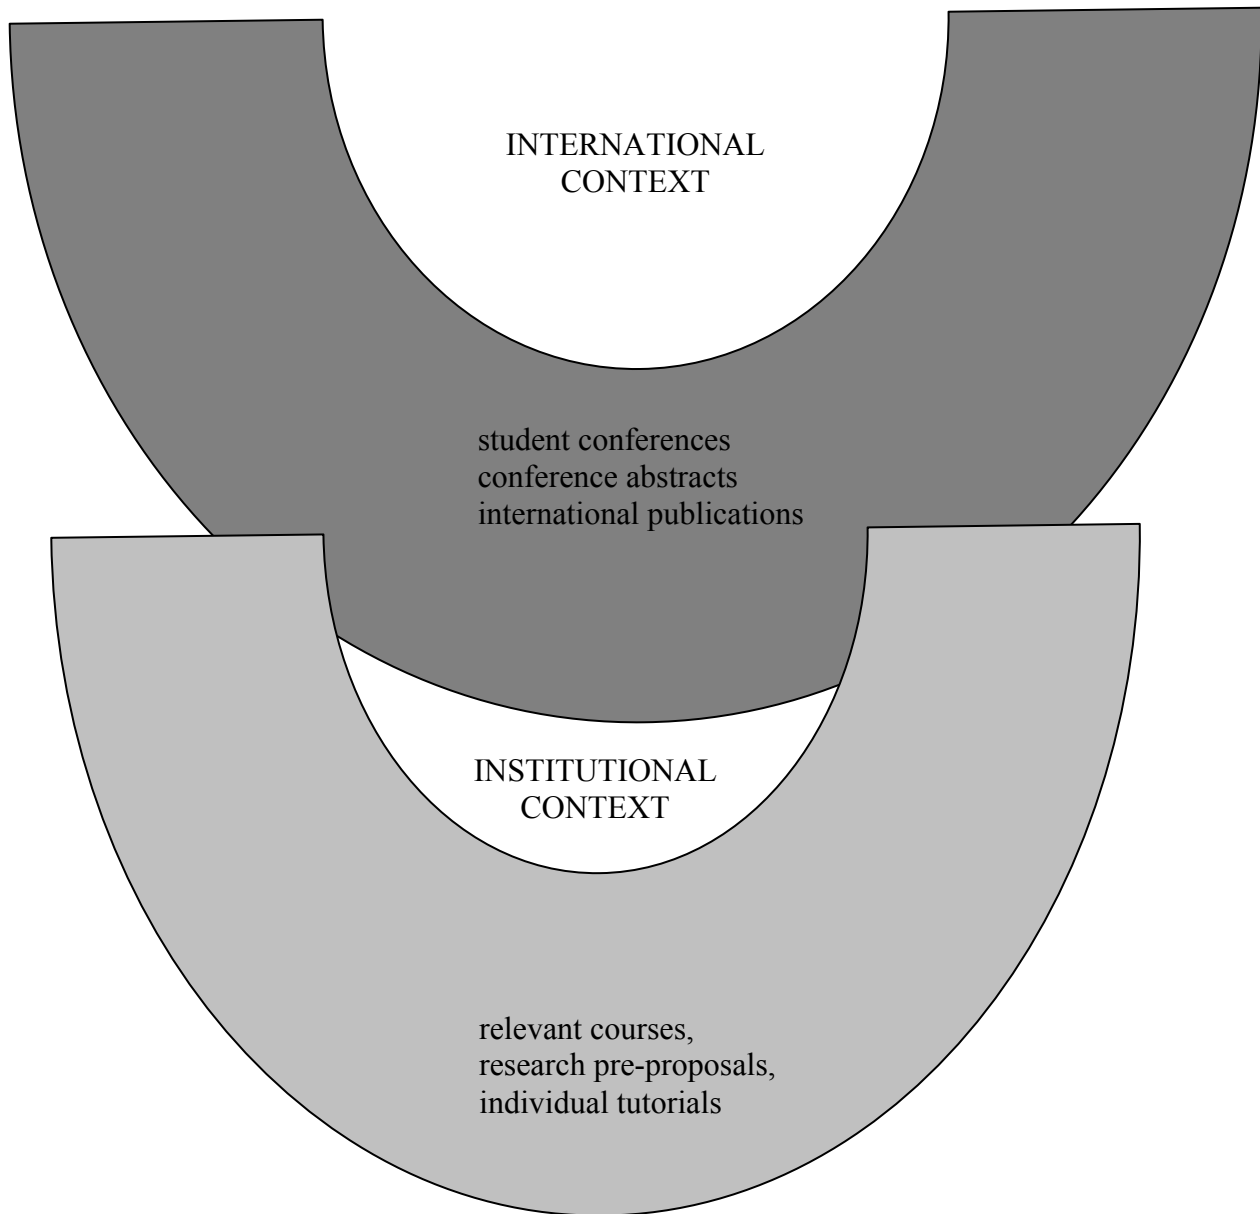 INTERNATIONAL
CONTEXT
student conferences
conference abstracts
international publications
INSTITUTIONAL
CONTEXT
relevant courses,
research pre-proposals,
individual tutorials